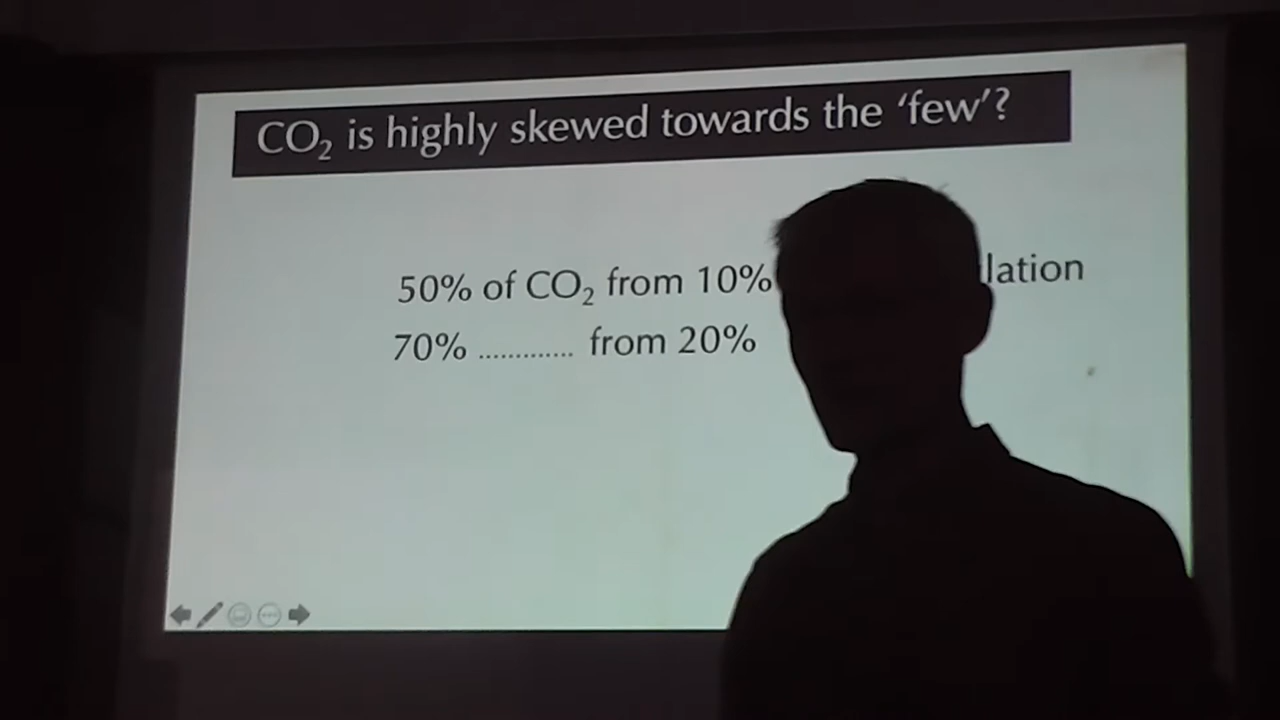 CO₂ is highly skewed towards the 'few'?
50% of CO₂ from 10% lation
70% ............. from 20%